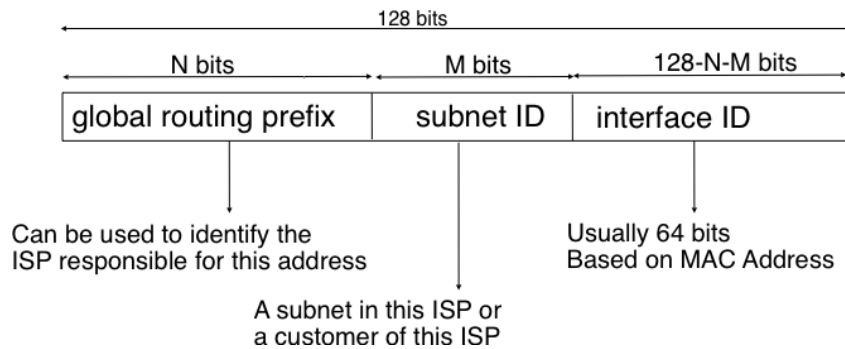 128 bits
N bits
M bits
128-N-M bits
global routing prefix
subnet ID
interface ID
Can be used to identify the
ISP responsible for this address
Usually 64 bits
Based on MAC Address
A subnet in this ISP or
a customer of this ISP